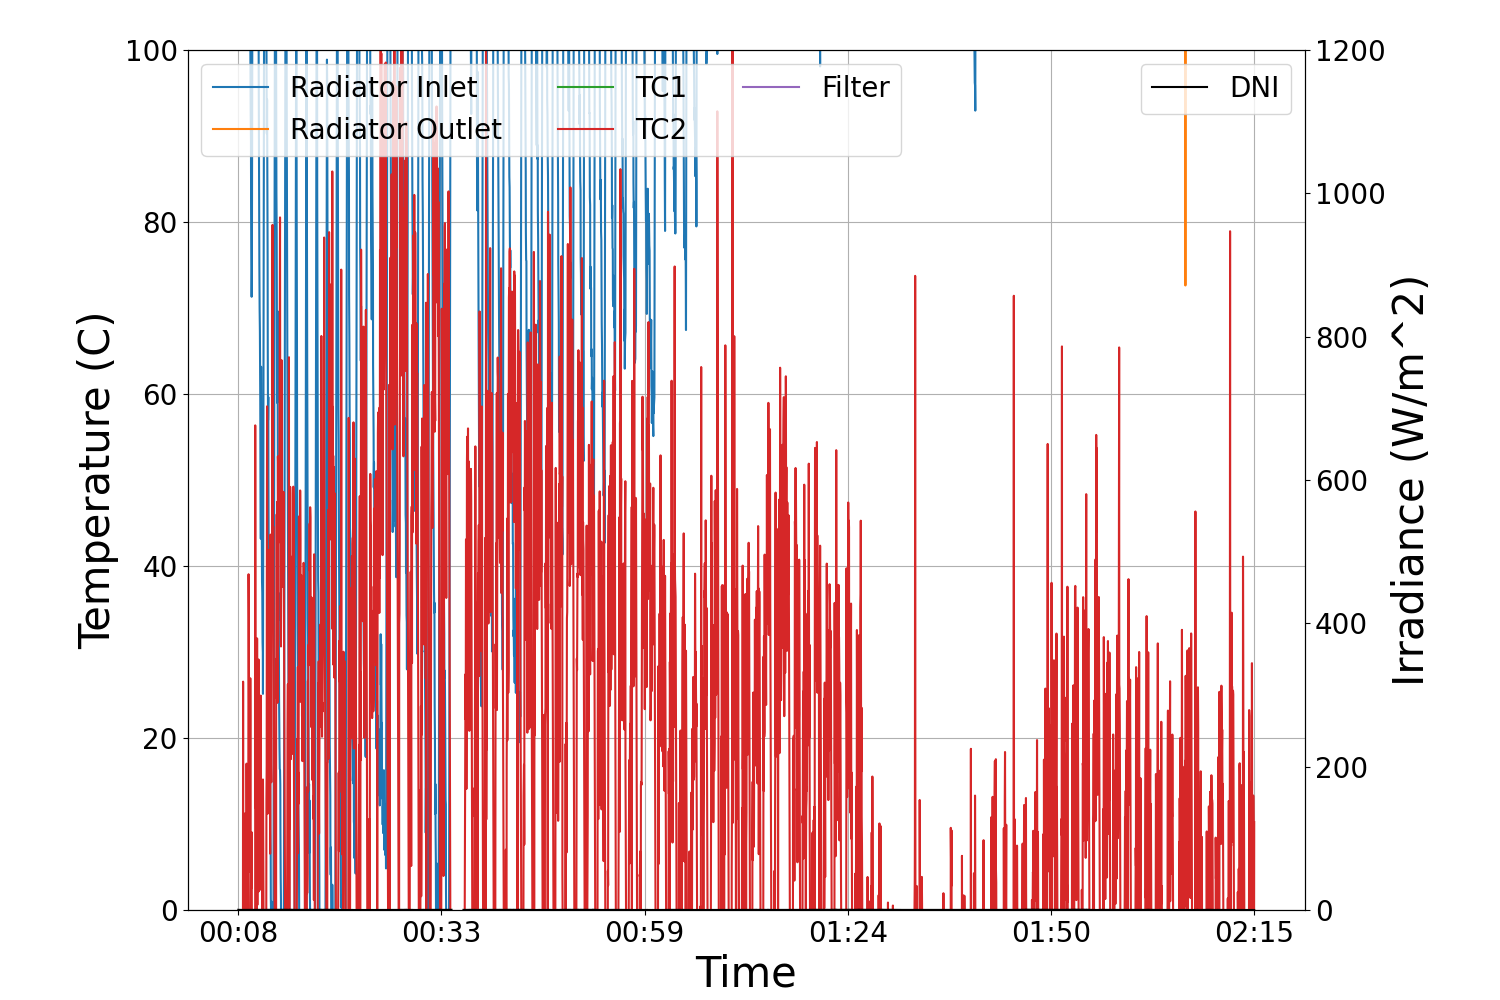 100
80
60
40
20
0
Temperature (C)
Radiator Inlet
Radiator Outlet
TC1
TC2
Filter
DNI
1200
1000
800
600
400
200
0
Irradiance (W/m^2)
00:08
00:33
00:59
01:24
01:50
02:15
Time